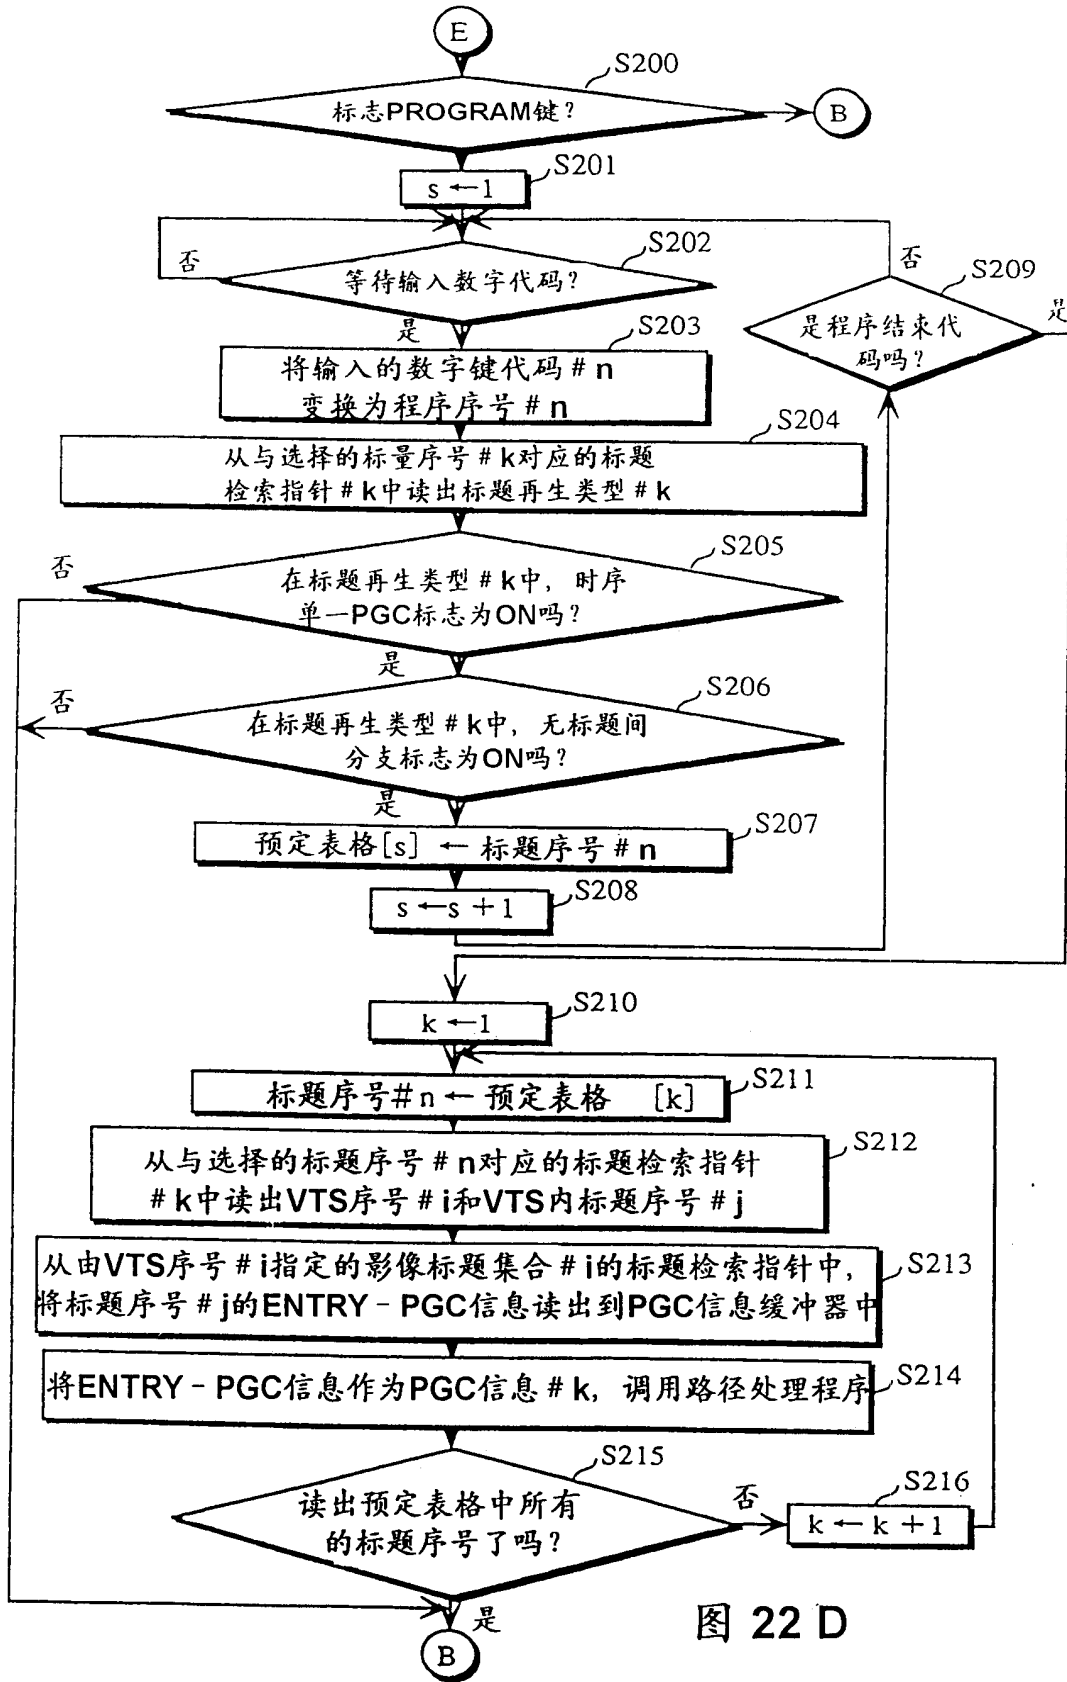 E
S200
标志PROGRAM键？
B
S201
s←1
S202
等待输入数字代码？
否
是
S203
将输入的数字键代码＃n
变换为程序序号＃n
否
S209
是程序结束代
码吗？
是
S204
从与选择的标量序号＃k对应的标题
检索指针＃k中读出标题再生类型＃k
S205
否
在标题再生类型＃k中，时序
单一PGC标志为ON吗？
是
S206
否
在标题再生类型＃k中，无标题间
分支标志为ON吗？
是
S207
预定表格[s]←标题序号＃n
S208
s←s＋1
S210
k←1
S211
标题序号＃n←预定表格 [k]
S212
从与选择的标题序号＃n对应的标题检索指针
＃k中读出VTS序号＃i和VTS内标题序号＃j
S213
从由VTS序号＃i指定的影像标题集合＃i的标题检索指针中，
将标题序号＃j的ENTRY－PGC信息读出到PGC信息缓冲器中
S214
将ENTRY－PGC信息作为PGC信息＃k，调用路径处理程序
S215
读出预定表格中所有
的标题序号了吗？
否
S216
k←k＋1
是
B
图 22 D